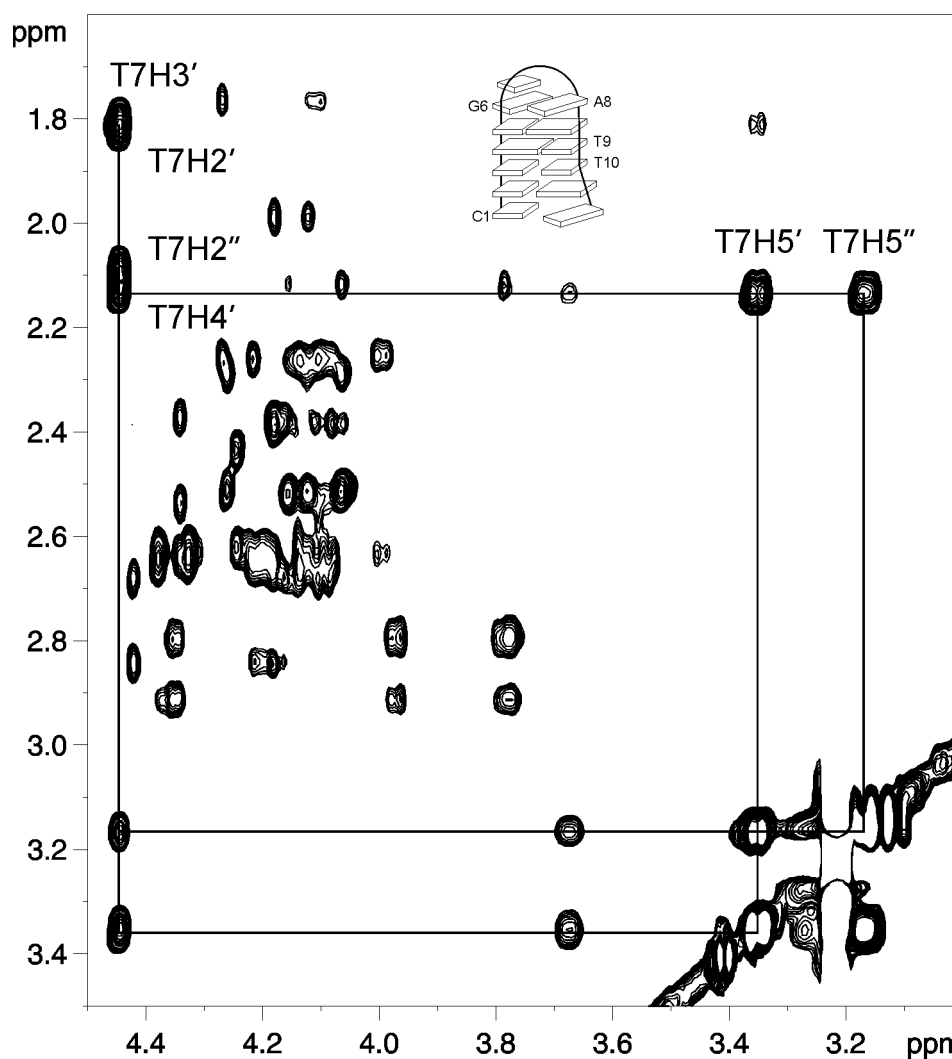 ppm
T7H3′
1.8
G6
A8
T7H2′
T9
T10
2.0
C1
T7H2″
T7H5′ T7H5″
T7H4′
2.2
2.4
2.6
2.8
3.0
3.2
3.4
4.4 4.2 4.0 3.8 3.6 3.4 3.2 ppm